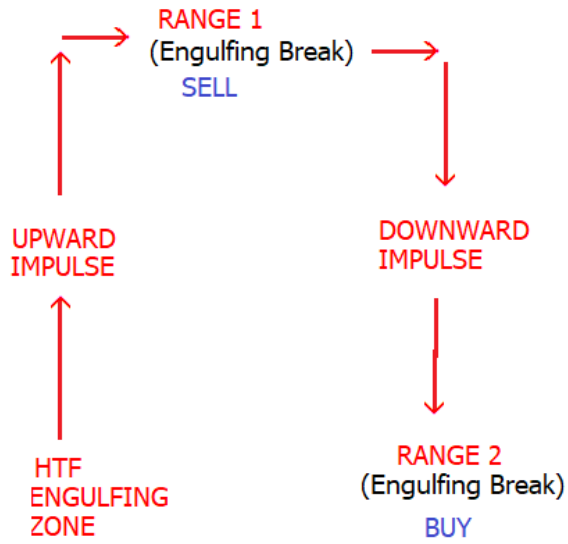 RANGE 1
(Engulfing Break)
SELL
UPWARD
IMPULSE
DOWNWARD
IMPULSE
HTF
ENGULFING
ZONE
RANGE 2
(Engulfing Break)
BUY